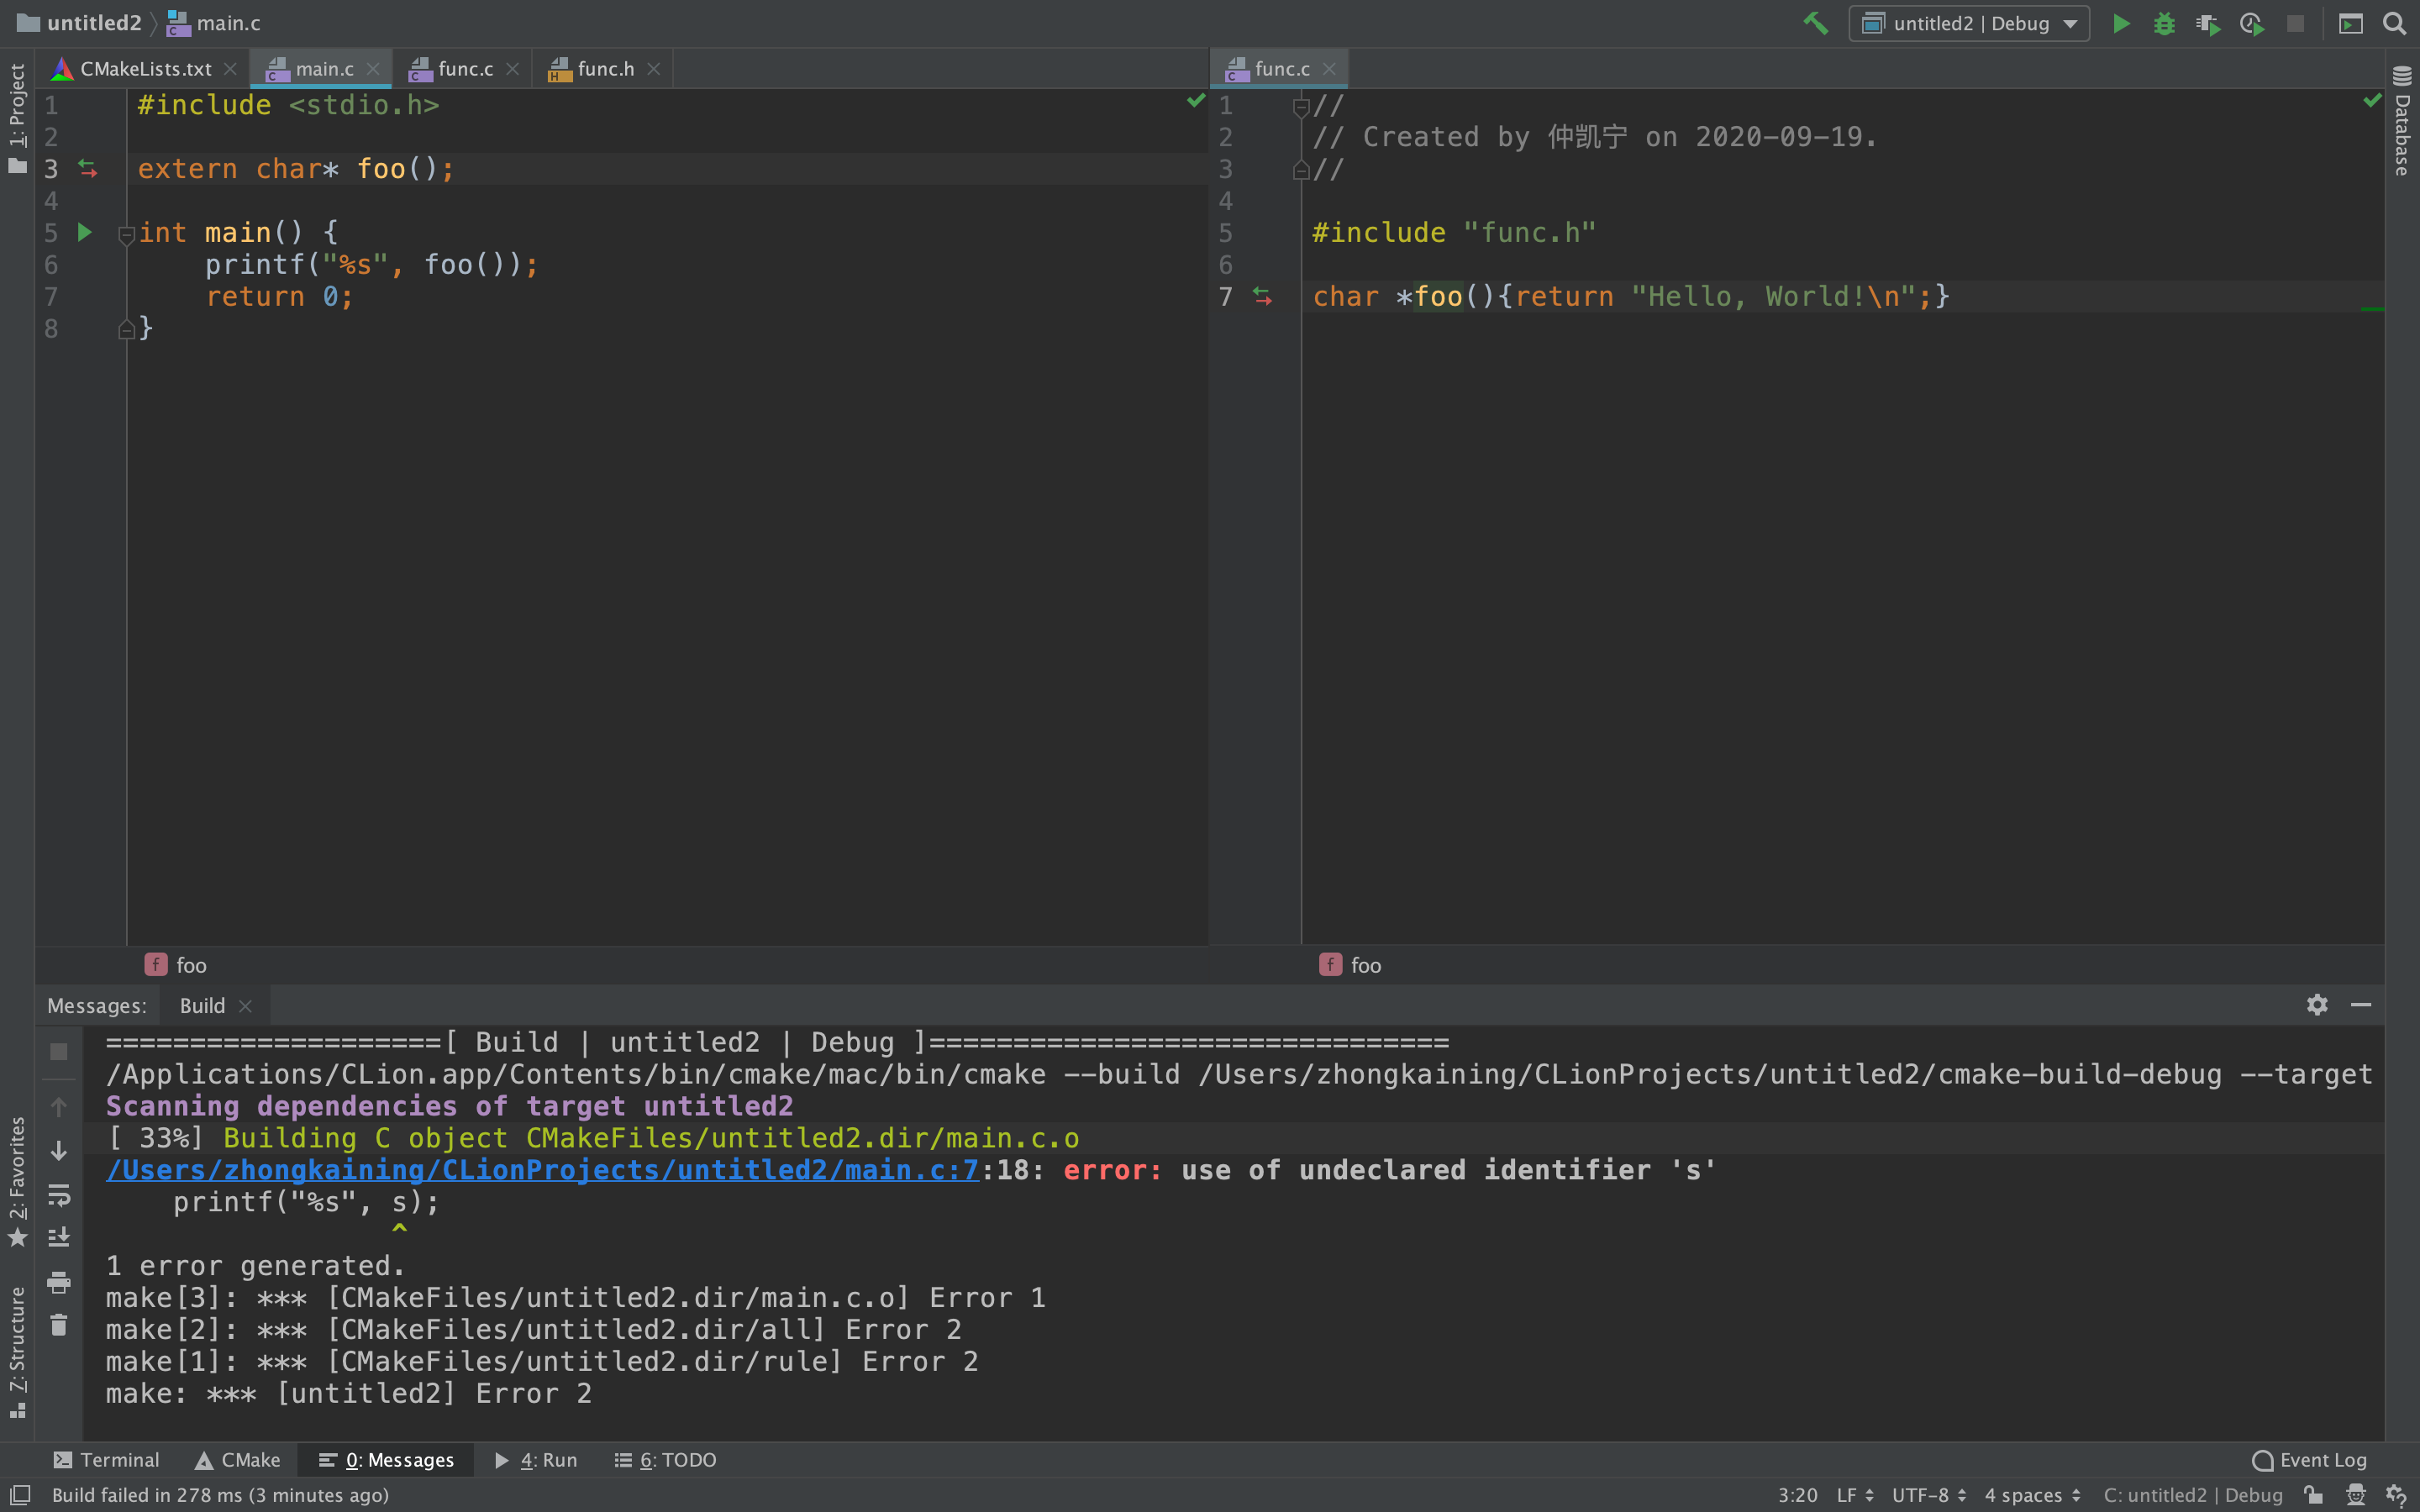 untitled2 main.c
untitled2 | Debug
1: Project
CMakeLists.txt main.c func.c func.h
func.c
Database
1 #include <stdio.h>
2
3 extern char* foo();
4
5 int main() {
6     printf("%s", foo());
7     return 0;
8 }
1 //
2 // Created by 仲凯宁 on 2020-09-19.
3 //
4
5 #include "func.h"
6
7 char *foo(){return "Hello, World!\n";}
f foo
f foo
Messages: Build
====================[ Build | untitled2 | Debug ]===============================
/Applications/CLion.app/Contents/bin/cmake/mac/bin/cmake --build /Users/zhongkaining/CLionProjects/untitled2/cmake-build-debug --target
Scanning dependencies of target untitled2
[ 33%] Building C object CMakeFiles/untitled2.dir/main.c.o
/Users/zhongkaining/CLionProjects/untitled2/main.c:7:18: error: use of undeclared identifier 's'
    printf("%s", s);
                 ^
1 error generated.
make[3]: *** [CMakeFiles/untitled2.dir/main.c.o] Error 1
make[2]: *** [CMakeFiles/untitled2.dir/all] Error 2
make[1]: *** [CMakeFiles/untitled2.dir/rule] Error 2
make: *** [untitled2] Error 2
2: Favorites
7: Structure
Terminal CMake 0: Messages 4: Run 6: TODO Event Log
Build failed in 278 ms (3 minutes ago) 3:20 LF UTF-8 4 spaces C: untitled2 | Debug